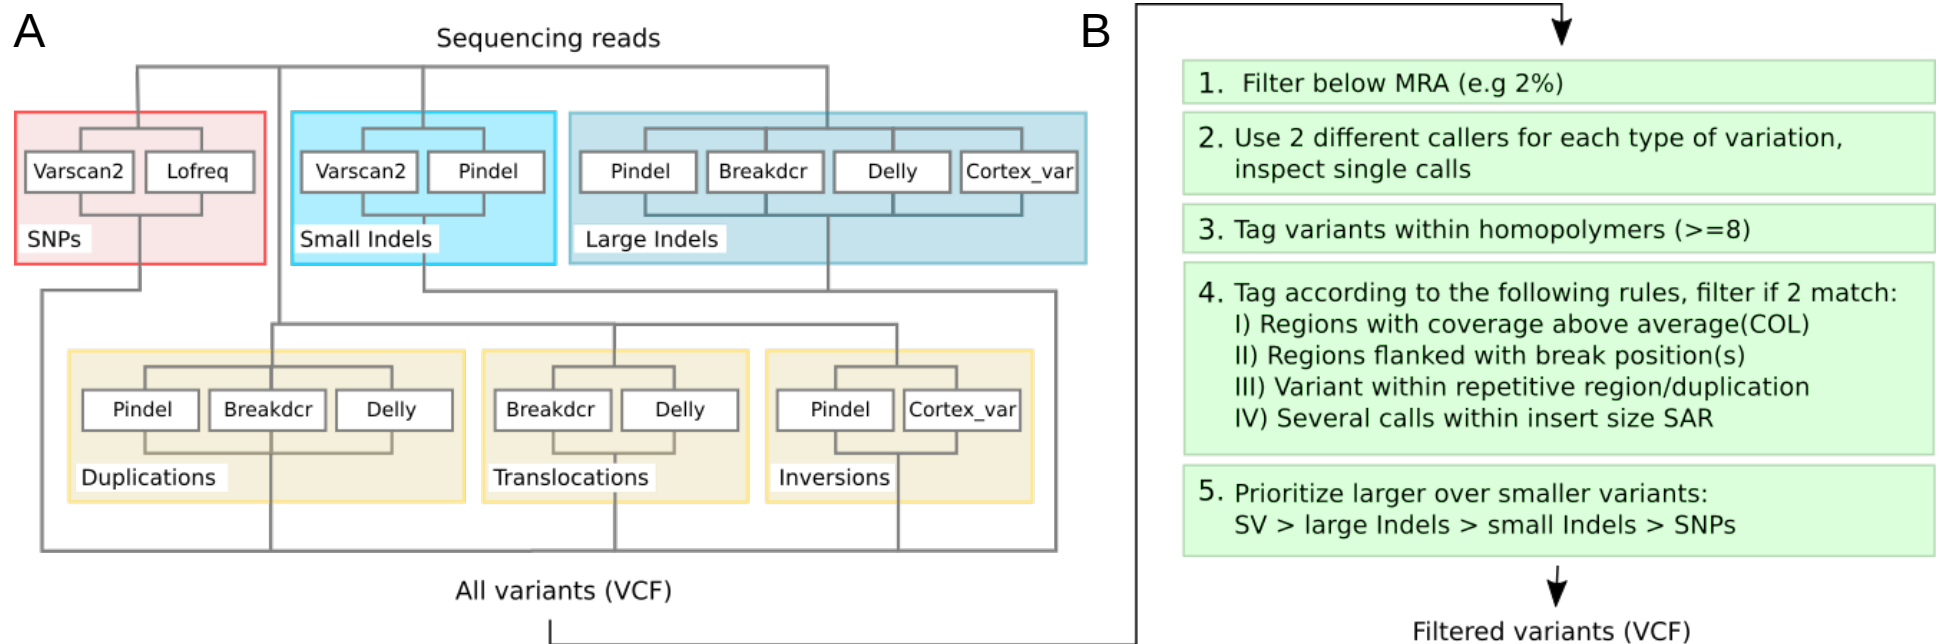 A
Sequencing reads
Varscan2
Lofreq
SNPs
Varscan2
Pindel
Small Indels
Pindel
Breakdcr
Delly
Cortex_var
Large Indels
Pindel
Breakdcr
Delly
Duplications
Breakdcr
Delly
Translocations
Pindel
Cortex_var
Inversions
All variants (VCF)
B
1. Filter below MRA (e.g 2%)
2. Use 2 different callers for each type of variation,
inspect single calls
3. Tag variants within homopolymers (>=8)
4. Tag according to the following rules, filter if 2 match:
I) Regions with coverage above average(COL)
II) Regions flanked with break position(s)
III) Variant within repetitive region/duplication
IV) Several calls within insert size SAR
5. Prioritize larger over smaller variants:
SV > large Indels > small Indels > SNPs
Filtered variants (VCF)